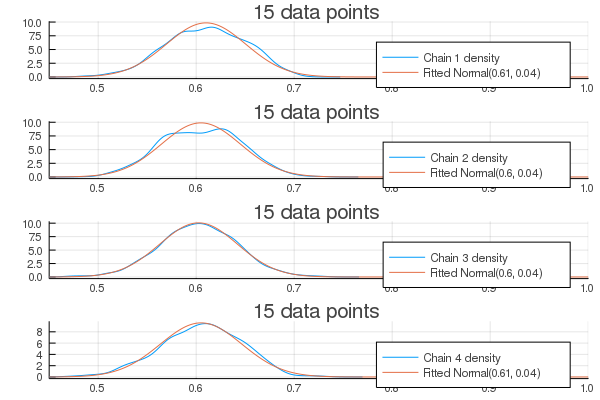 15 data points
10.0
75
5.0
2.5
0.0
Chain 1 density
Fitted Normal(0.61, 0.04)
0.5 0.6 0.7 0.8 0.9 1.0
15 data points
10.0
75
5.0
2.5
0.0
Chain 2 density
Fitted Normal(0.6, 0.04)
0.5 0.6 0.7 0.8 0.9 1.0
15 data points
10.0
75
5.0
2.5
0.0
Chain 3 density
Fitted Normal(0.6, 0.04)
0.5 0.6 0.7 0.8 0.9 1.0
15 data points
8
6
4
2
0
Chain 4 density
Fitted Normal(0.61, 0.04)
0.5 0.6 0.7 0.8 0.9 1.0